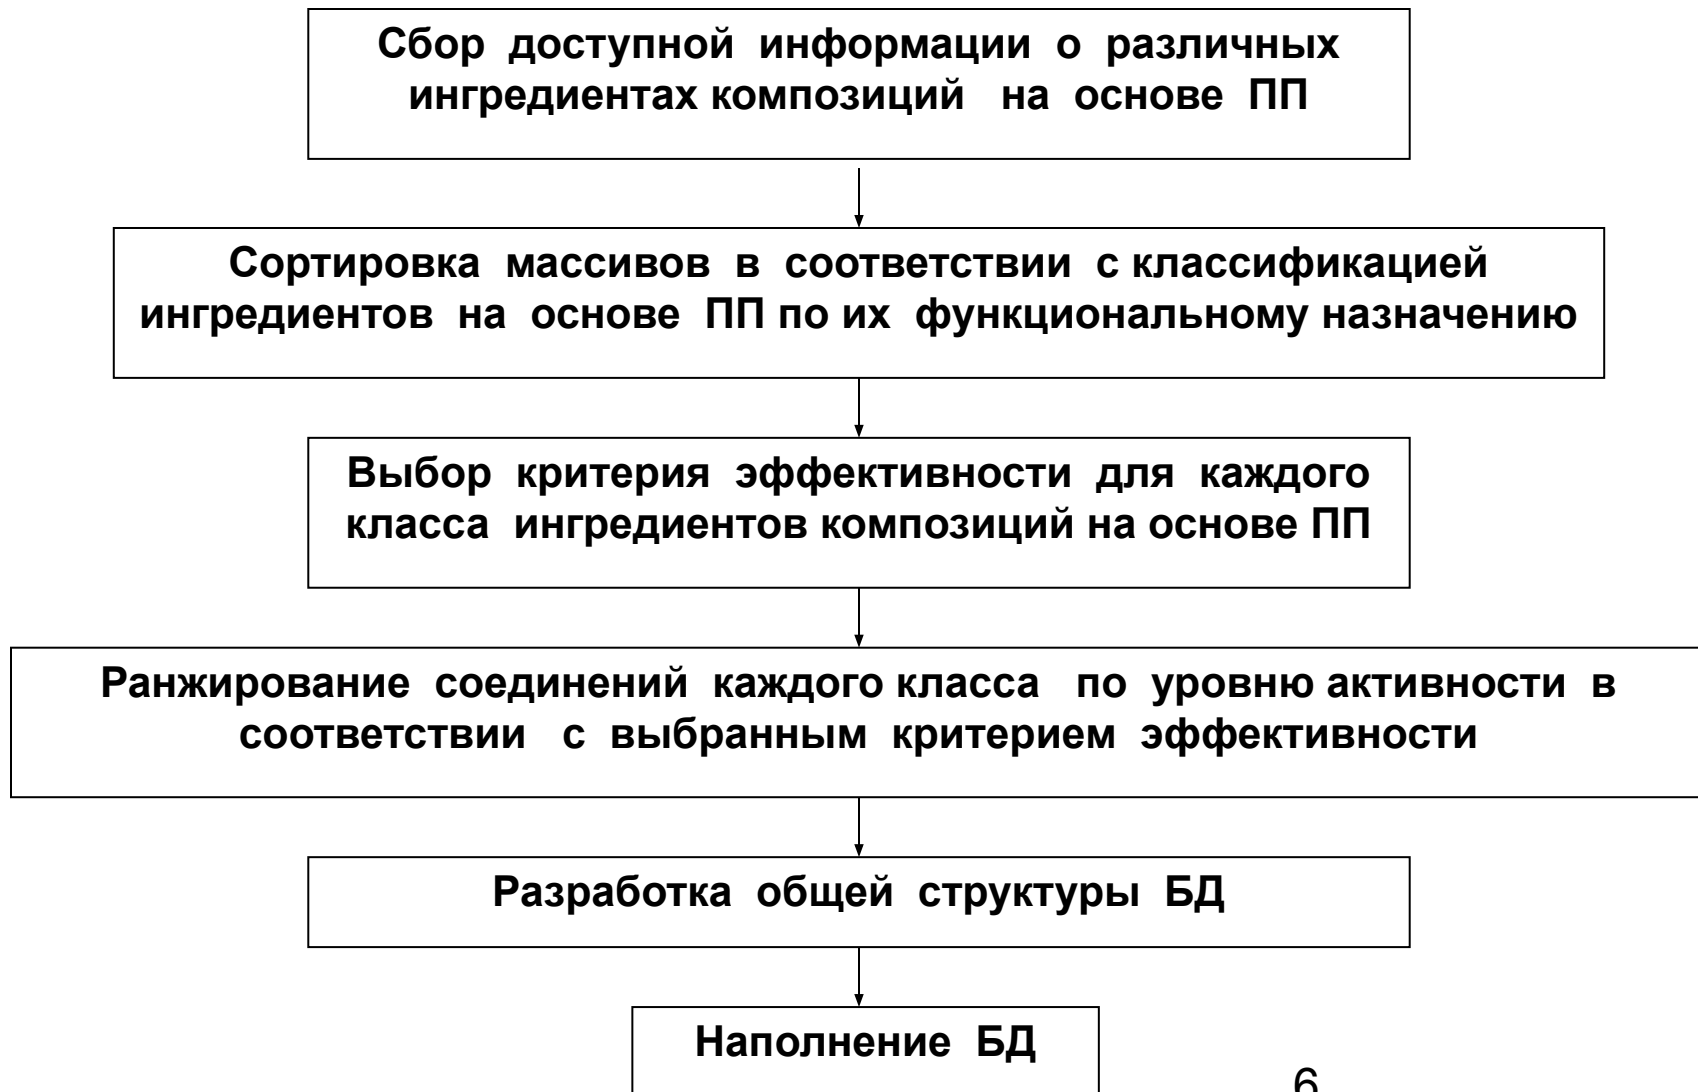 Сбор доступной информации о различных
ингредиентах композиций на основе ПП
Сортировка массивов в соответствии с классификацией
ингредиентов на основе ПП по их функциональному назначению
Выбор критерия эффективности для каждого
класса ингредиентов композиций на основе ПП
Ранжирование соединений каждого класса по уровню активности в
соответствии с выбранным критерием эффективности
Разработка общей структуры БД
Наполнение БД
6